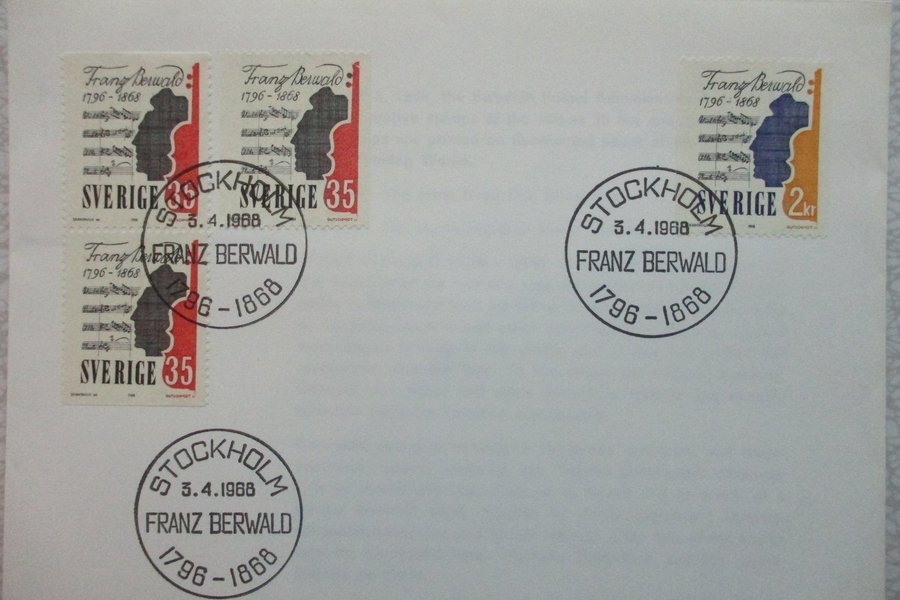 Franz Berwald
1796-1868
SVERIGE 35
Franz Berwald
1796-1868
SVERIGE 35
Franz Berwald
1796-1868
SVERIGE 2kr
STOCKHOLM
3.4.1968
FRANZ BERWALD
1796-1868
STOCKHOLM
3.4.1968
FRANZ BERWALD
1796-1868
Franz Berwald
1796-1868
SVERIGE 35
STOCKHOLM
3.4.1968
FRANZ BERWALD
1796-1868